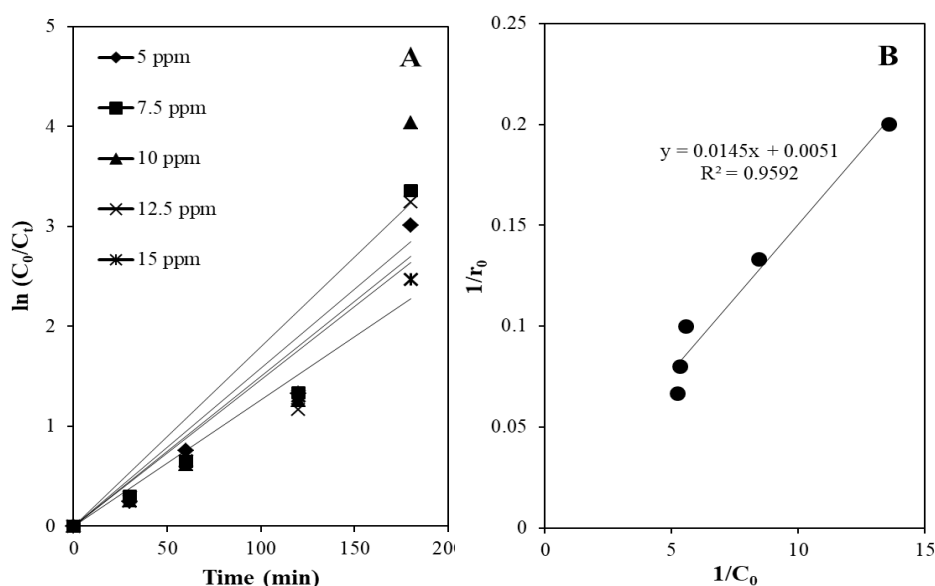 A
5 ppm
7.5 ppm
10 ppm
12.5 ppm
15 ppm
5
4
3
2
1
0
ln (C₀/Cₜ)
0
50
100
150
200
Time (min)
B
y = 0.0145x + 0.0051
R² = 0.9592
0.25
0.2
0.15
0.1
0.05
0
1/r₀
0
5
10
15
1/C₀